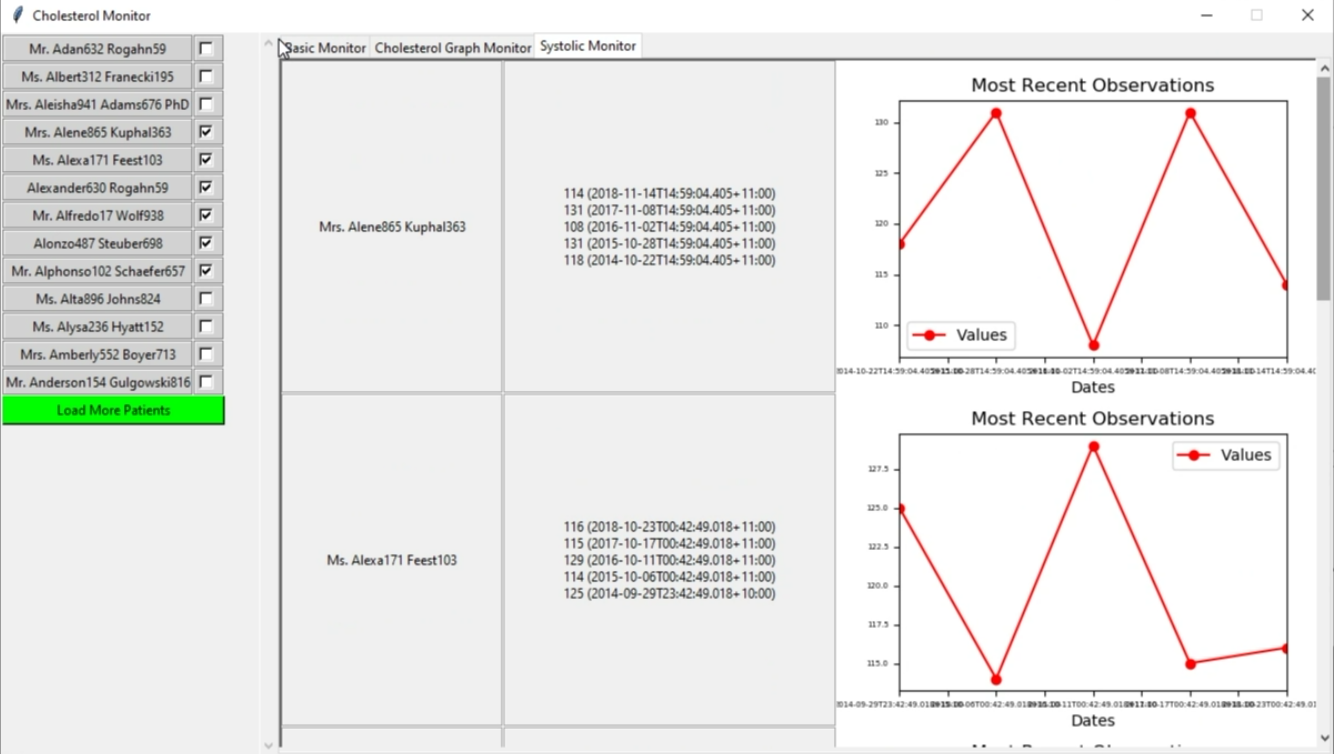 Cholesterol Monitor
Mr. Adan632 Rogahn59
Ms. Albert312 Franecki195
Mrs. Aleisha941 Adams676 PhD
Mrs. Alene865 Kuphal363
Ms. Alexa171 Feest103
Alexander630 Rogahn59
Mr. Alfredo17 Wolf938
Alonzo487 Steuber698
Mr. Alphonso102 Schaefer657
Ms. Alta896 Johns824
Ms. Alysa236 Hyatt152
Mrs. Amberly552 Boyer713
Mr. Anderson154 Gulgowski816
Load More Patients
Basic Monitor Cholesterol Graph Monitor Systolic Monitor
Mrs. Alene865 Kuphal363
114 (2018-11-14T14:59:04.405+11:00)
131 (2017-11-08T14:59:04.405+11:00)
108 (2016-11-02T14:59:04.405+11:00)
131 (2015-10-28T14:59:04.405+11:00)
118 (2014-10-22T14:59:04.405+11:00)
Most Recent Observations
130
125
120
115
110
Values
Dates
Ms. Alexa171 Feest103
116 (2018-10-23T00:42:49.018+11:00)
115 (2017-10-17T00:42:49.018+11:00)
129 (2016-10-11T00:42:49.018+11:00)
114 (2015-10-06T00:42:49.018+11:00)
125 (2014-09-29T23:42:49.018+10:00)
Most Recent Observations
127.5
125.0
122.5
120.0
117.5
115.0
Values
Dates